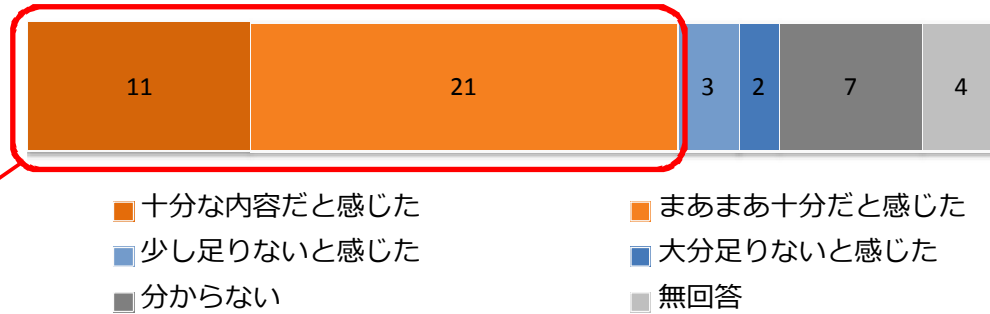 11 21 3 2 7 4
十分な内容だと感じた まあまあ十分だと感じた
少し足りないと感じた 大分足りないと感じた
分からない 無回答